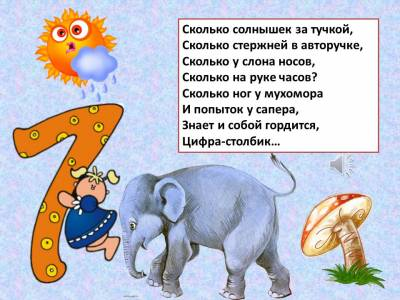 Сколько солнышек за тучкой,
Сколько стержней в авторучке,
Сколько у слона носов,
Сколько на руке часов?
Сколько ног у мухомора
И попыток у сапера,
Знает и собой гордится,
Цифра-столбик…
7